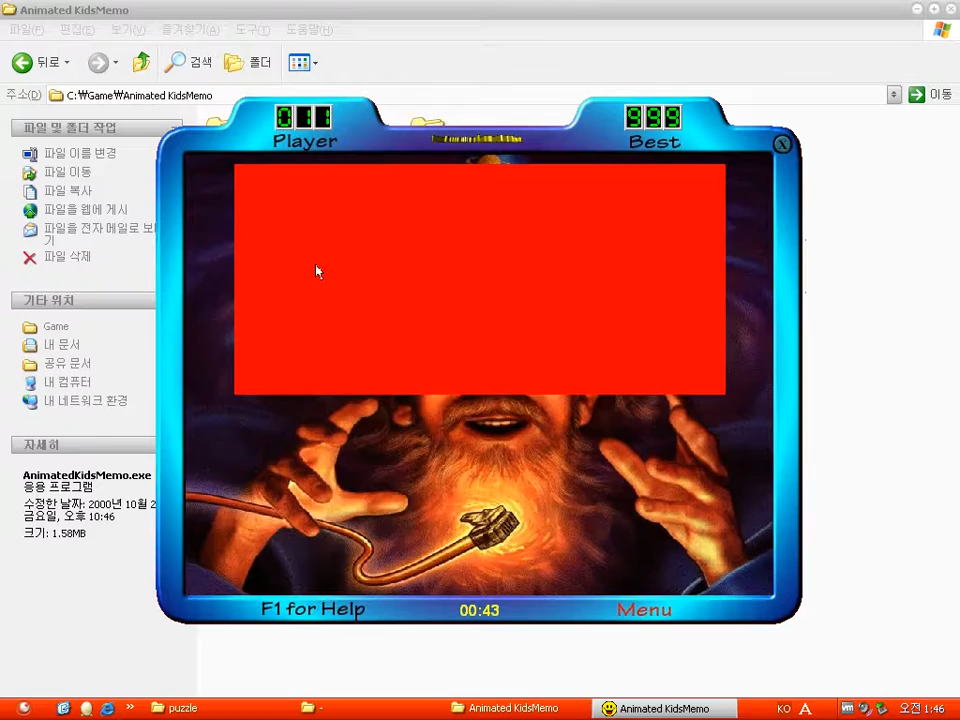 Animated KidsMemo
파일(F) 편집(E) 보기(V) 즐겨찾기(A) 도구(T) 도움말(H)
뒤로 검색 폴더
주소(D) C:₩Game₩Animated KidsMemo 이동
파일 및 폴더 작업
파일 이름 변경
파일 이동
파일 복사
파일을 웹에 게시
파일을 전자 메일로 보
기
파일 삭제
기타 위치
Game
내 문서
공유 문서
내 컴퓨터
내 네트워크 환경
자세히
AnimatedKidsMemo.exe
응용 프로그램
수정한 날짜: 2000년 10월 2
금요일, 오후 10:46
크기: 1.58MB
011 999
Player Best
X
F1 for Help 00:43 Menu
puzzle - Animated KidsMemo Animated KidsMemo KO A 오전 1:46